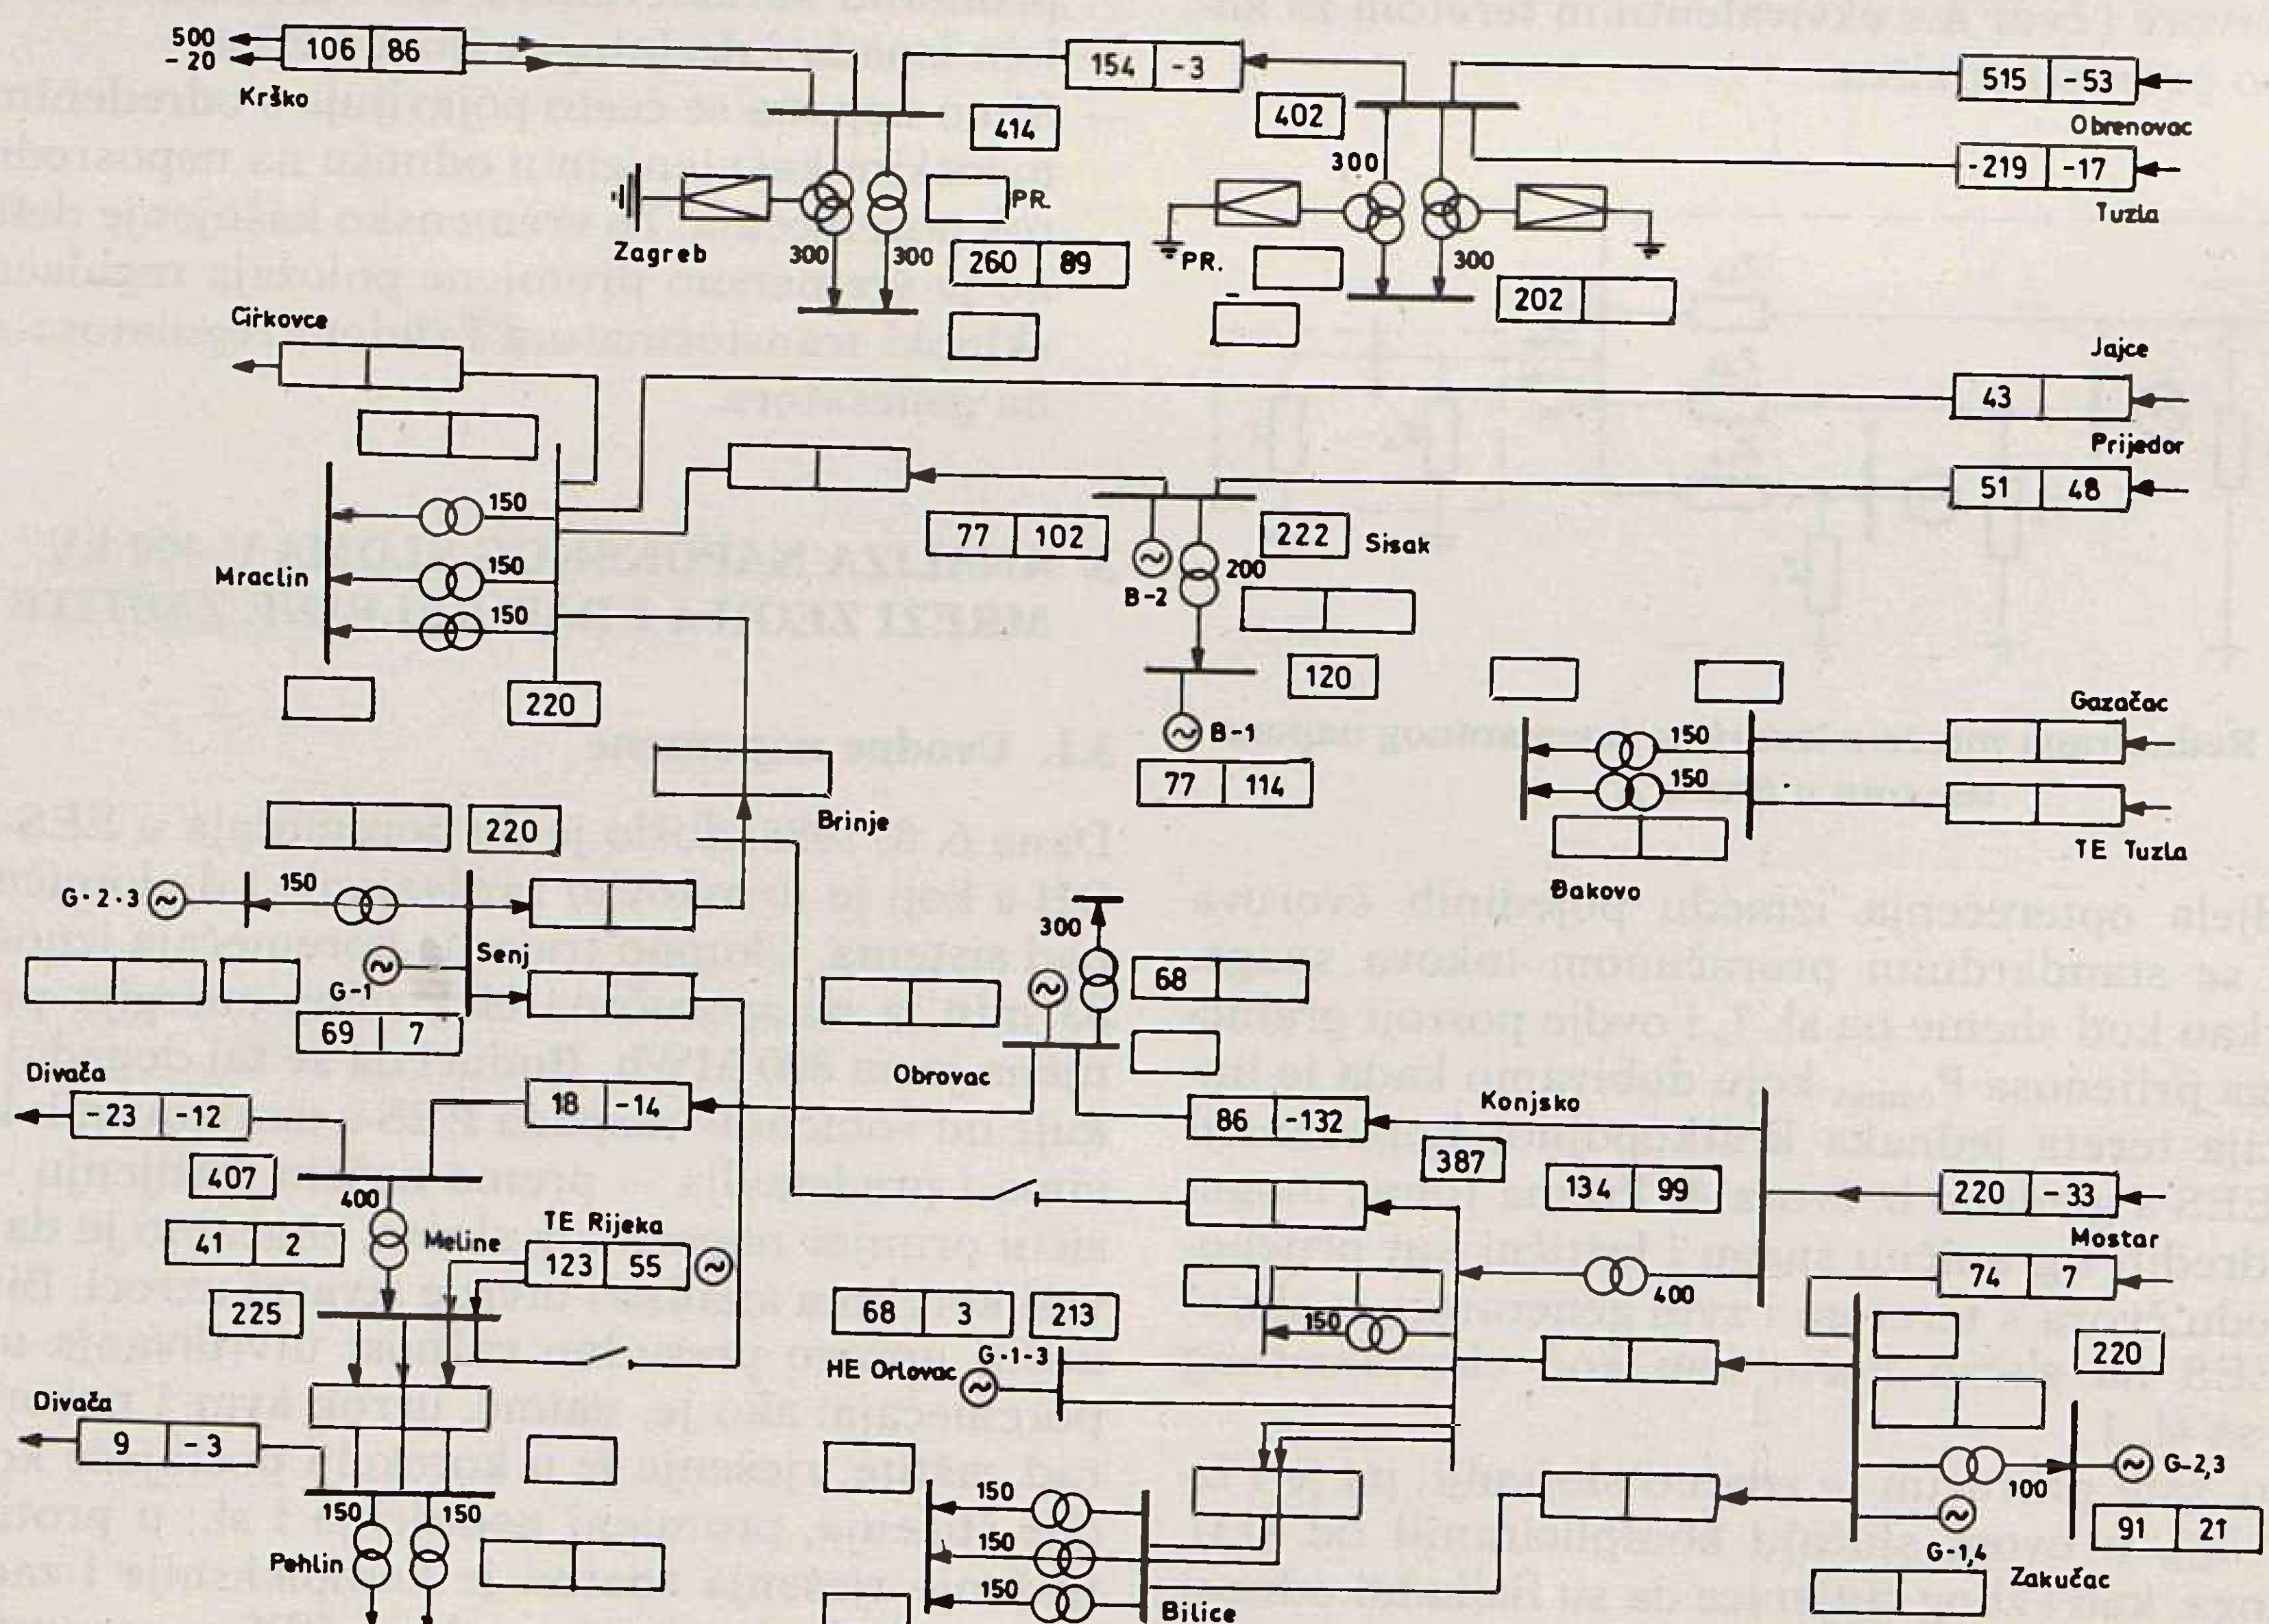 500
- 20
106 86
Krško
154 -3
414
402
300
515 -53
Obrenovac
-219 -17
Tuzla
PR.
Zagreb
300
300
260 89
PR.
300
202
Cirkovce
Jajce
43
Prijedor
51 48
150
150
150
Mraclin
220
77 102
222
Sisak
B-2
200
120
B-1
77 114
Gazačac
150
150
TE Tuzla
Đakovo
Brinje
220
G-2-3
150
Senj
G-1
69 7
300
68
Obrovac
Divača
-23 -12
18 -14
86 -132
Konjsko
387
134 99
220 -33
Mostar
74 7
407
400
41 2
Meline
TE Rijeka
123 55
225
68 3
213
150
400
220
HE Orlovac
G-1-3
Divača
9 -3
150
150
Pehlin
150
150
150
Bilice
100
G-2,3
91 21
G-1,4
Zakučac